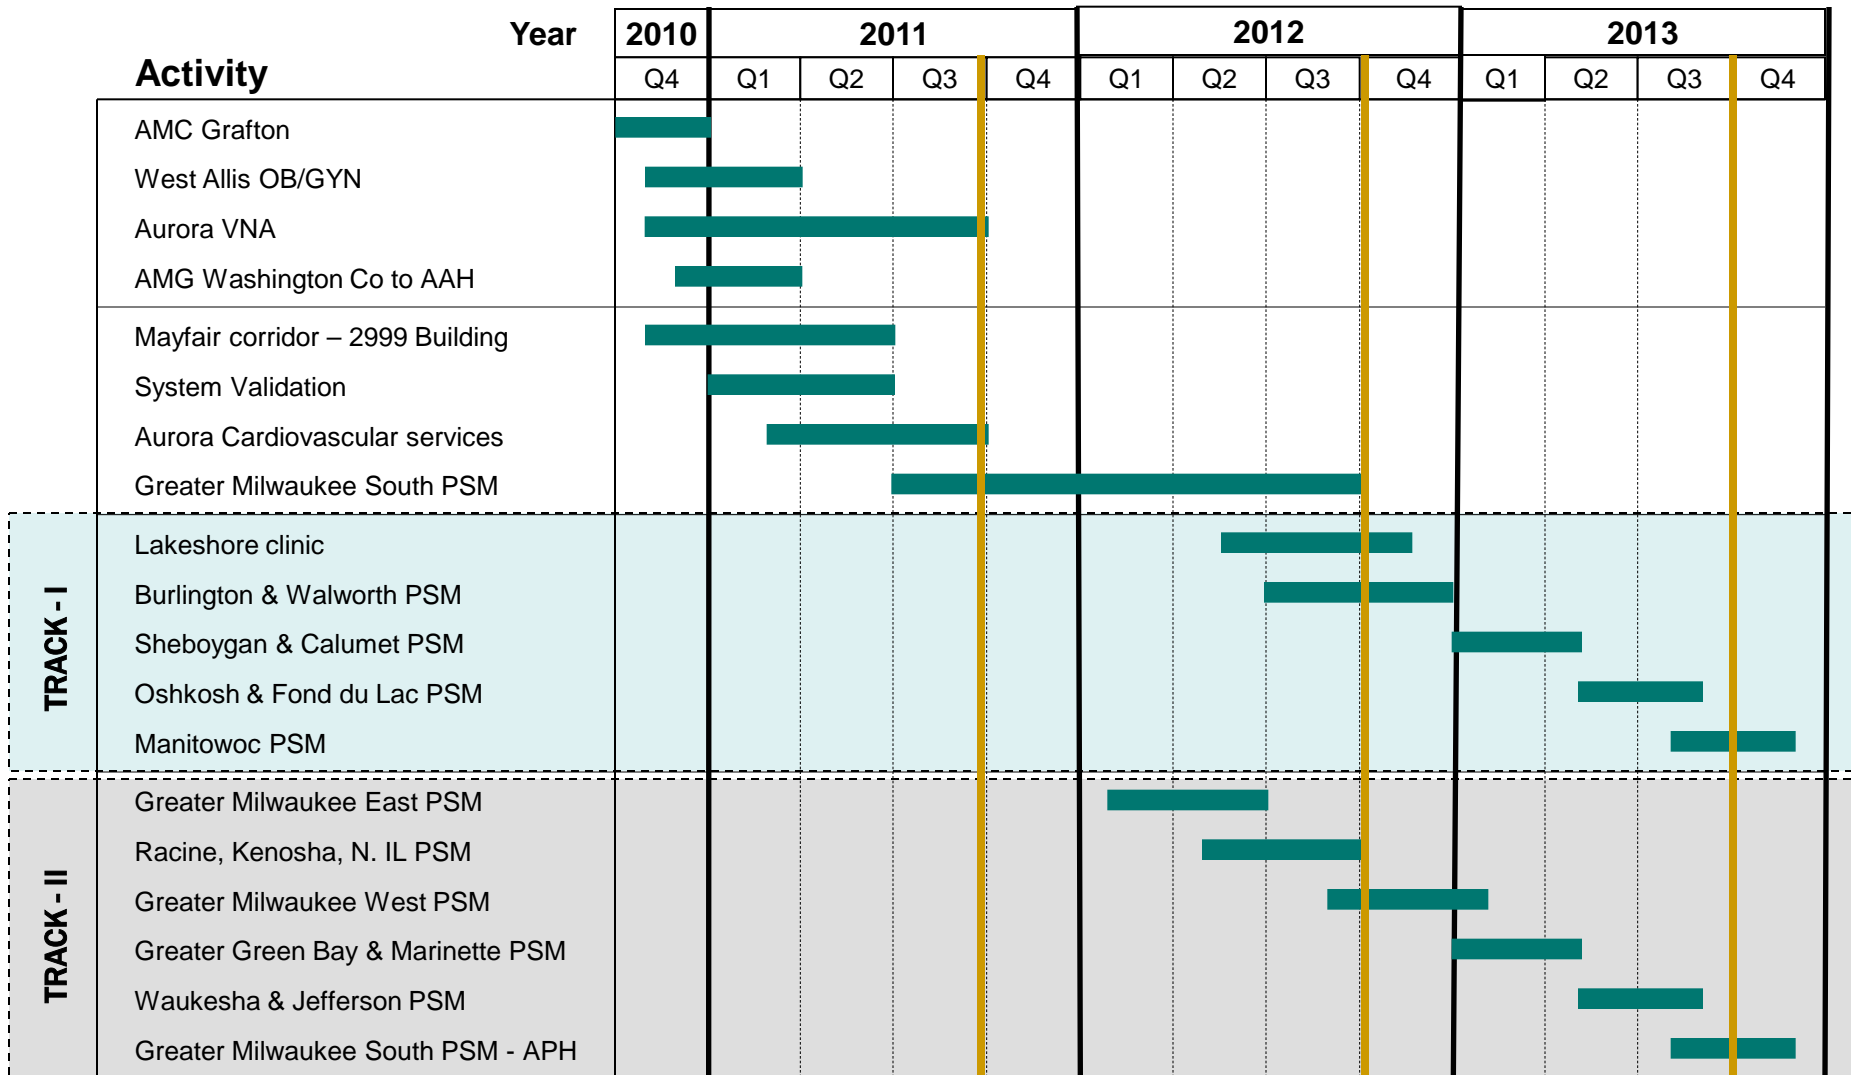 Year 2010 2011 2012 2013
Activity Q4 Q1 Q2 Q3 Q4 Q1 Q2 Q3 Q4 Q1 Q2 Q3 Q4
AMC Grafton
West Allis OB/GYN
Aurora VNA
AMG Washington Co to AAH
Mayfair corridor – 2999 Building
System Validation
Aurora Cardiovascular services
Greater Milwaukee South PSM
TRACK - I
Lakeshore clinic
Burlington & Walworth PSM
Sheboygan & Calumet PSM
Oshkosh & Fond du Lac PSM
Manitowoc PSM
TRACK - II
Greater Milwaukee East PSM
Racine, Kenosha, N. IL PSM
Greater Milwaukee West PSM
Greater Green Bay & Marinette PSM
Waukesha & Jefferson PSM
Greater Milwaukee South PSM - APH